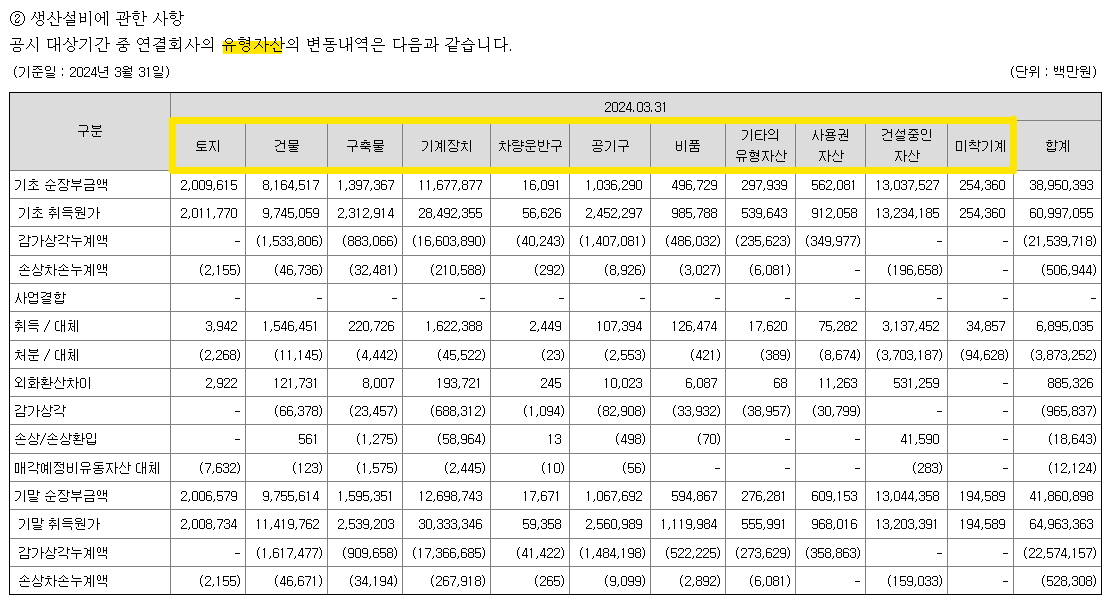 ② 생산설비에 관한 사항
공시 대상기간 중 연결회사의 유형자산의 변동내역은 다음과 같습니다.
(기준일 : 2024년 3월 31일) (단위 : 백만원)
구분 2024.03.31
토지 건물 구축물 기계장치 차량운반구 공기구 비품 기타의 유형자산 사용권 자산 건설중인 자산 미착기계 합계
기초 순장부금액 2,009,615 8,164,517 1,397,367 11,677,877 16,091 1,036,290 496,729 297,939 562,081 13,037,527 254,360 38,950,393
기초 취득원가 2,011,770 9,745,059 2,312,914 28,492,355 56,626 2,452,297 985,788 539,643 912,058 13,234,185 254,360 60,997,055
감가상각누계액 - (1,533,806) (883,066) (16,603,890) (40,243) (1,407,081) (486,032) (235,623) (349,977) - - (21,539,718)
손상차손누계액 (2,155) (46,736) (32,481) (210,588) (292) (8,926) (3,027) (6,081) - (196,658) - (506,944)
사업결합 - - - - - - - - - - - -
취득 / 대체 3,942 1,546,451 220,726 1,622,388 2,449 107,394 126,474 17,620 75,282 3,137,452 34,857 6,895,035
처분 / 대체 (2,268) (11,145) (4,442) (45,522) (23) (2,553) (421) (389) (8,674) (3,703,187) (94,628) (3,873,252)
외화환산차이 2,922 121,731 8,007 193,721 245 10,023 6,087 68 11,263 531,259 - 885,326
감가상각 - (66,378) (23,457) (688,312) (1,094) (82,908) (33,932) (38,957) (30,799) - - (965,837)
손상/손상환입 - 561 (1,275) (58,964) 13 (498) (70) - - 41,590 - (18,643)
매각예정비유동자산 대체 (7,632) (123) (1,575) (2,445) (10) (56) - - - (283) - (12,124)
기말 순장부금액 2,006,579 9,755,614 1,595,351 12,698,743 17,671 1,067,692 594,867 276,281 609,153 13,044,358 194,589 41,860,898
기말 취득원가 2,008,734 11,419,762 2,539,203 30,333,346 59,358 2,560,989 1,119,984 555,991 968,016 13,203,391 194,589 64,963,363
감가상각누계액 - (1,617,477) (909,658) (17,366,685) (41,422) (1,484,198) (522,225) (273,629) (358,863) - - (22,574,157)
손상차손누계액 (2,155) (46,671) (34,194) (267,918) (265) (9,099) (2,892) (6,081) - (159,033) - (528,308)